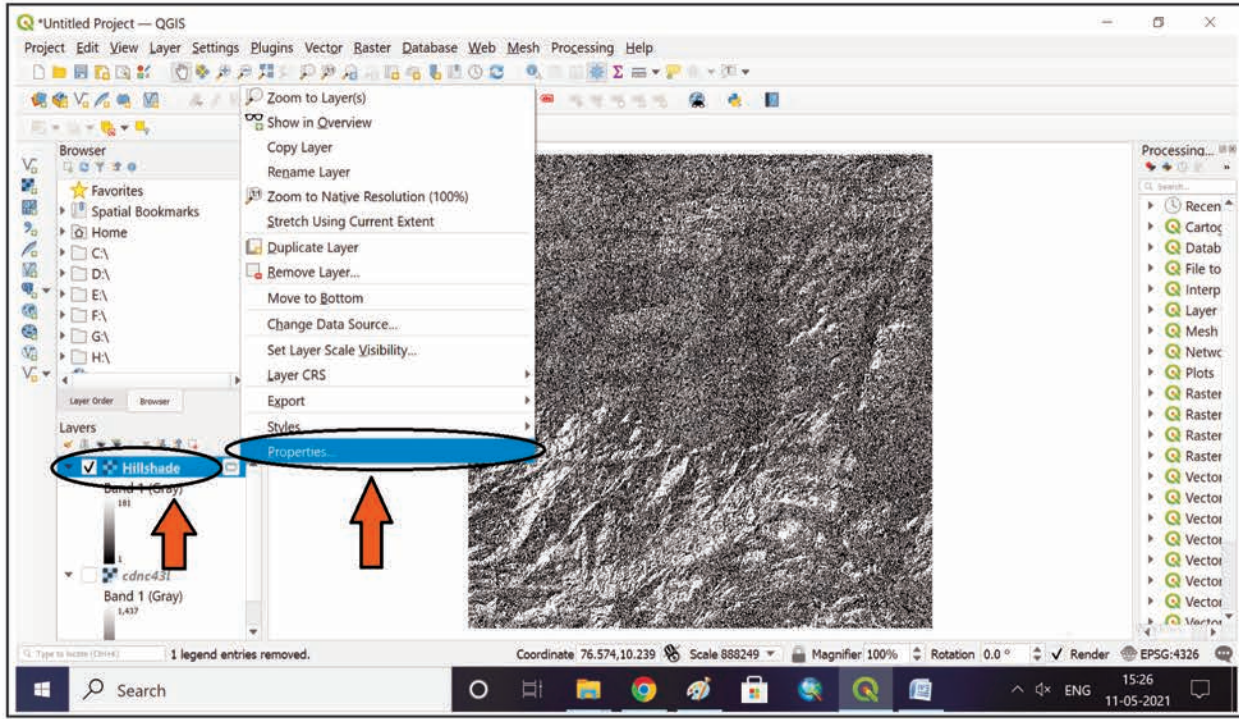 *Untitled Project — QGIS
Project Edit View Layer Settings Plugins Vector Raster Database Web Mesh Processing Help
Zoom to Layer(s)
Show in Overview
Copy Layer
Rename Layer
Zoom to Native Resolution (100%)
Stretch Using Current Extent
Duplicate Layer
Remove Layer...
Move to Bottom
Change Data Source...
Set Layer Scale Visibility...
Layer CRS
Export
Styles
Properties...
Browser
Favorites
Spatial Bookmarks
Home
C:\
D:\
E:\
F:\
G:\
H:\
Layer Order Browser
Layers
Hillshade
Band 1 (Gray)
181
1
cdnc43l
Band 1 (Gray)
1,437
Processing...
Search...
Recen
Cartog
Datab
File to
Interp
Layer
Mesh
Netwo
Plots
Raster
Raster
Raster
Raster
Vector
Vector
Vector
Vector
Vector
Vector
Vector
Vector
Type to locate (Ctrl+K) 1 legend entries removed. Coordinate 76.574,10.239 Scale 888249 Magnifier 100% Rotation 0.0 ° Render EPSG:4326
Search ENG 15:26
11-05-2021